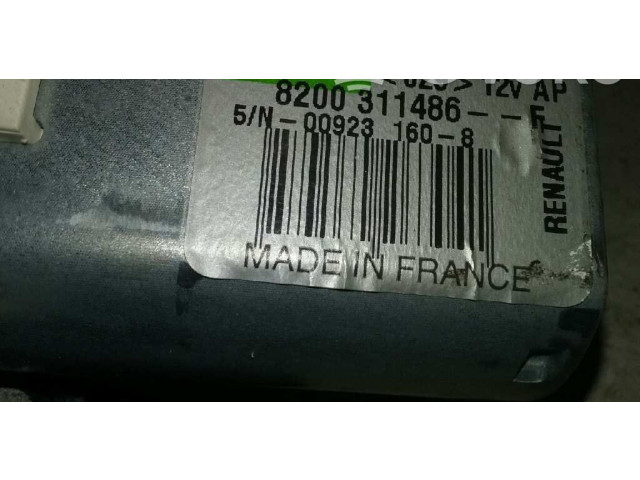 12V AP
8200 311486--F
S/N-00923 160-8
RENAULT
MADE IN FRANCE